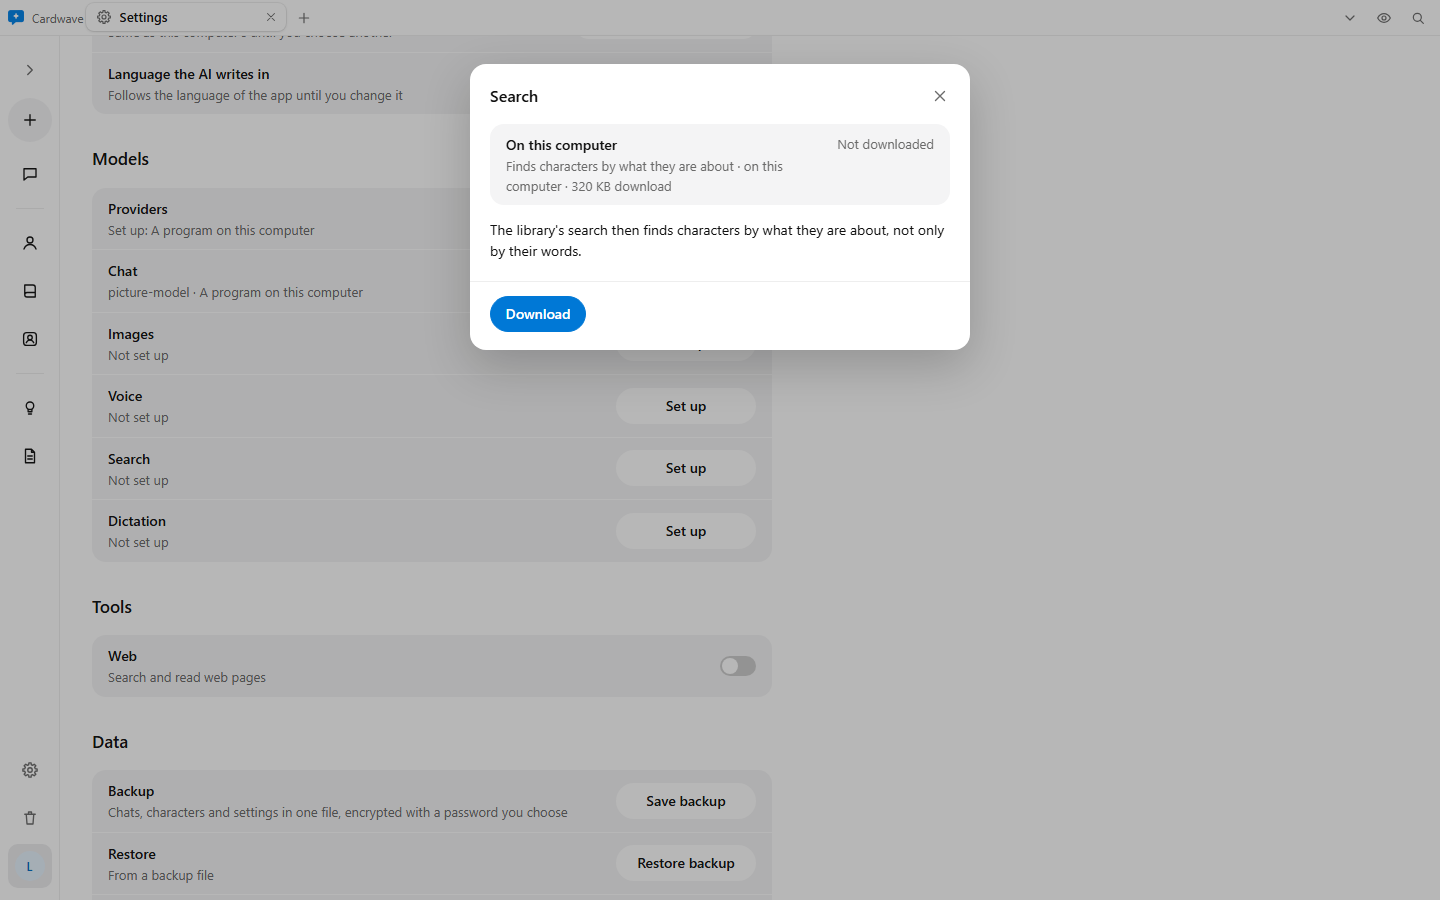 Cardwave
Settings
Language the AI writes in
Follows the language of the app until you change it
Models
Providers
Set up: A program on this computer
Chat
picture-model · A program on this computer
Images
Not set up
Voice
Not set up
Set up
Search
Not set up
Set up
Dictation
Not set up
Set up
Tools
Web
Search and read web pages
Data
Backup
Chats, characters and settings in one file, encrypted with a password you choose
Save backup
Restore
From a backup file
Restore backup
L
Search
On this computer
Not downloaded
Finds characters by what they are about · on this
computer · 320 KB download
The library's search then finds characters by what they are about, not only
by their words.
Download